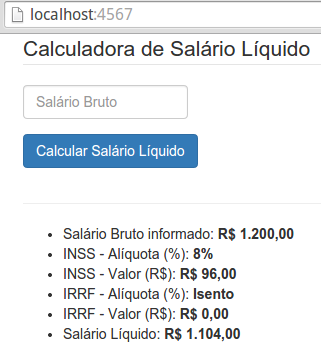 localhost:4567
Calculadora de Salário Líquido
Salário Bruto
Calcular Salário Líquido
Salário Bruto informado: R$ 1.200,00
INSS - Alíquota (%): 8%
INSS - Valor (R$): R$ 96,00
IRRF - Alíquota (%): Isento
IRRF - Valor (R$): R$ 0,00
Salário Líquido: R$ 1.104,00